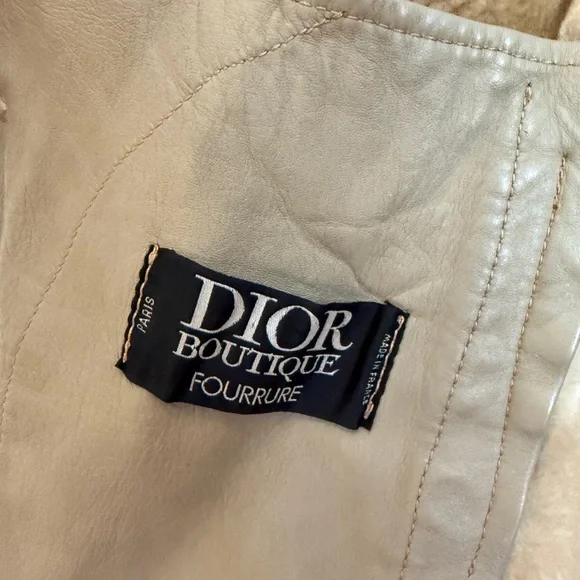 PARIS
DIOR
BOUTIQUE
FOURRURE
MADE IN FRANCE